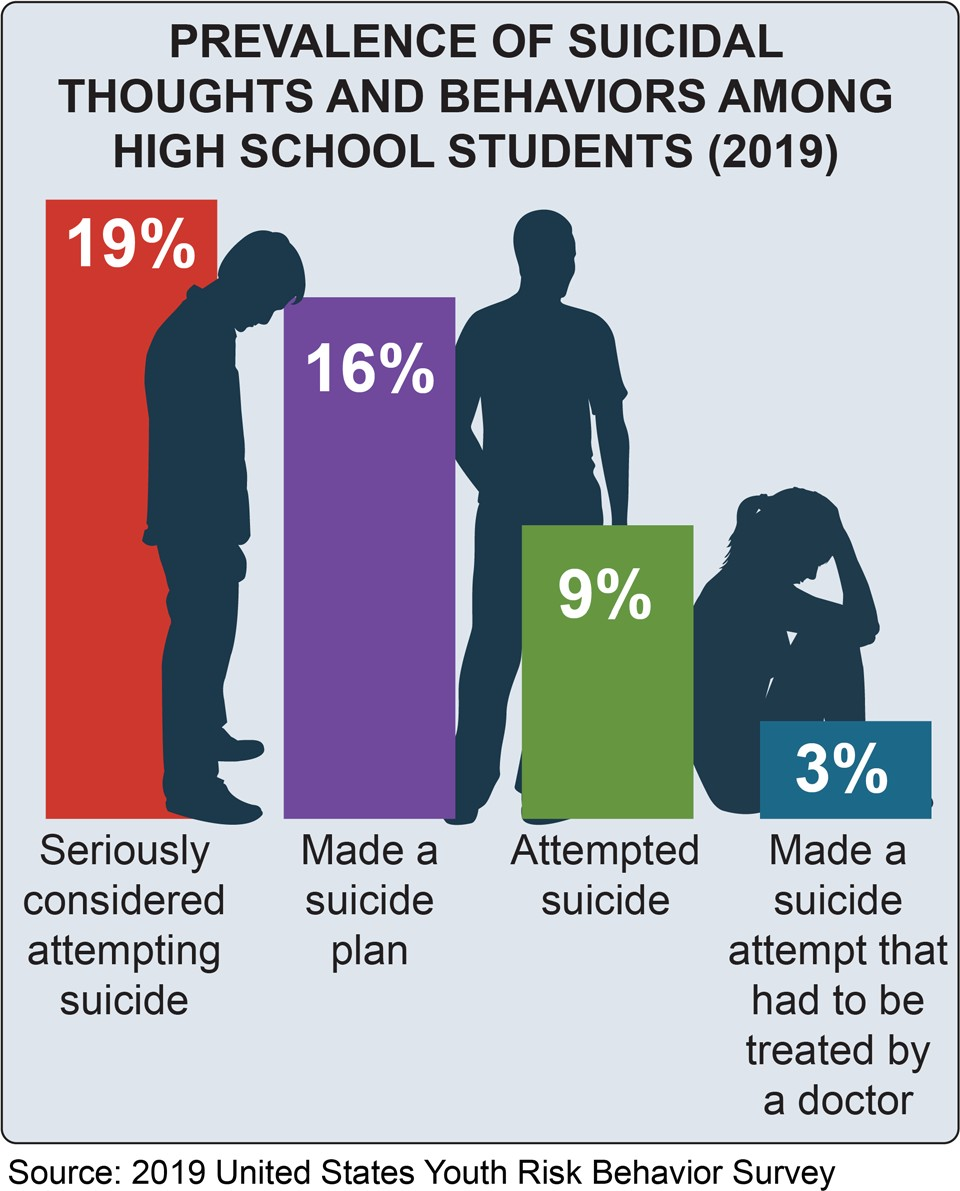 PREVALENCE OF SUICIDAL
THOUGHTS AND BEHAVIORS AMONG
HIGH SCHOOL STUDENTS (2019)
19%
16%
9%
3%
Seriously
considered
attempting
suicide
Made a
suicide
plan
Attempted
suicide
Made a
suicide
attempt that
had to be
treated by
a doctor
Source: 2019 United States Youth Risk Behavior Survey